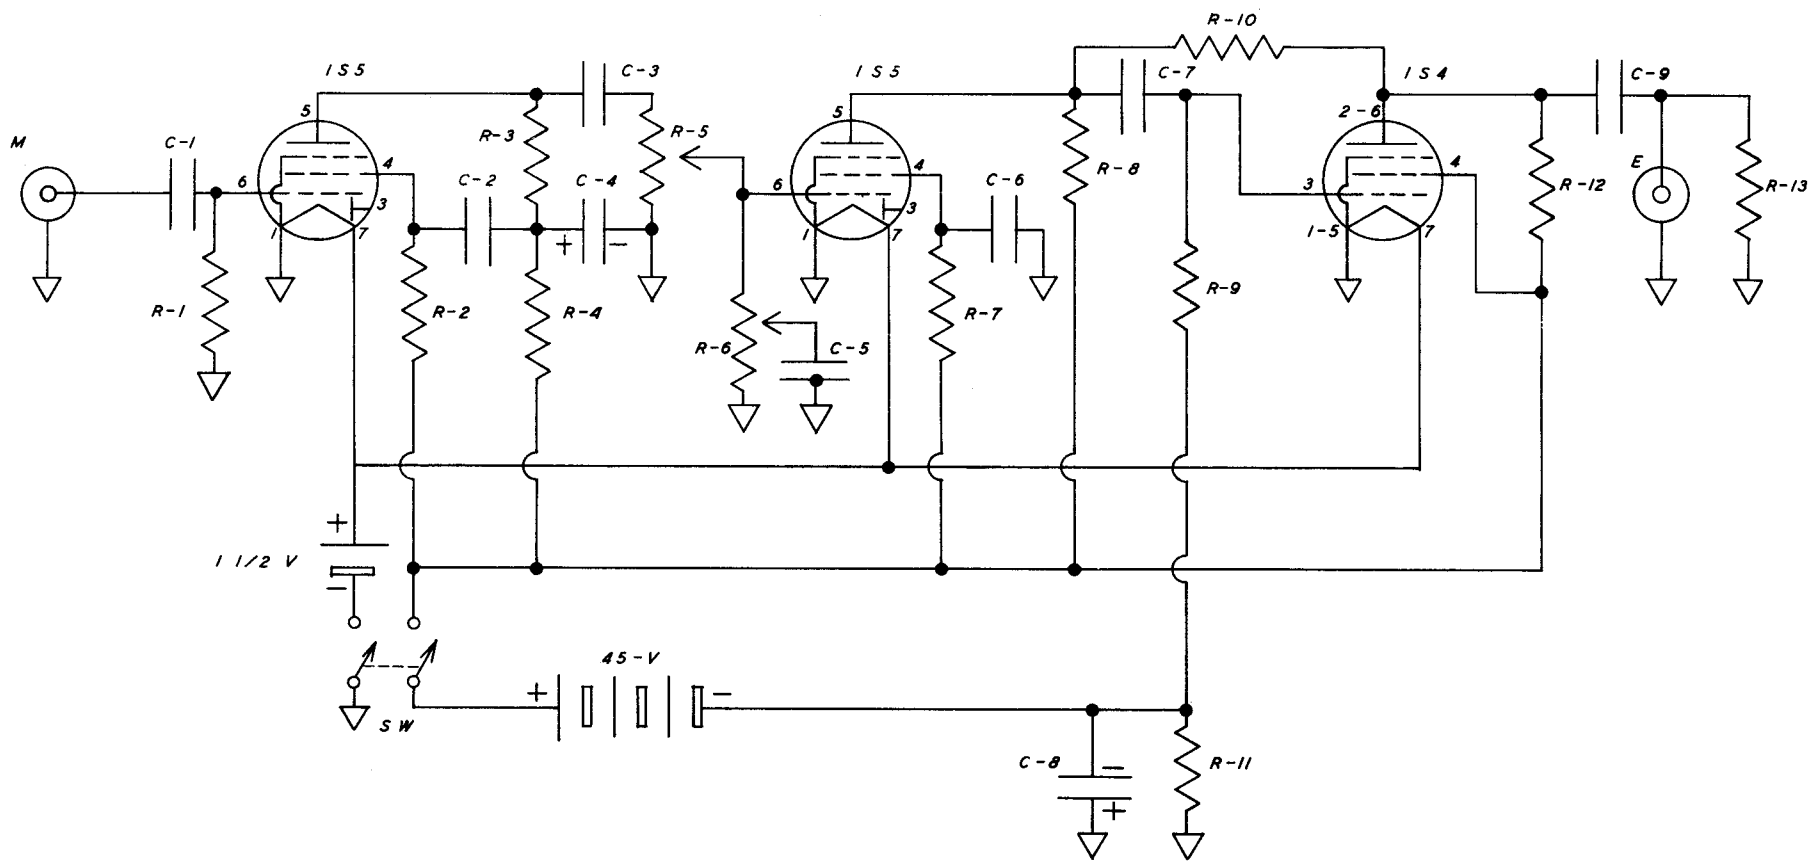 R-10
1S5
C-3
1S5
C-7
1S4
C-9
5
5
2-6
M
C-1
R-3
R-5
4
4
4
E
R-8
6
C-2
C-4
6
C-6
3
R-12
R-13
3
3
1
7
+
-
1
7
1-5
7
R-1
R-2
R-4
R-7
R-9
R-6
C-5
+
1 1/2 V
-
45-V
+
-
SW
C-8
-
R-11
+